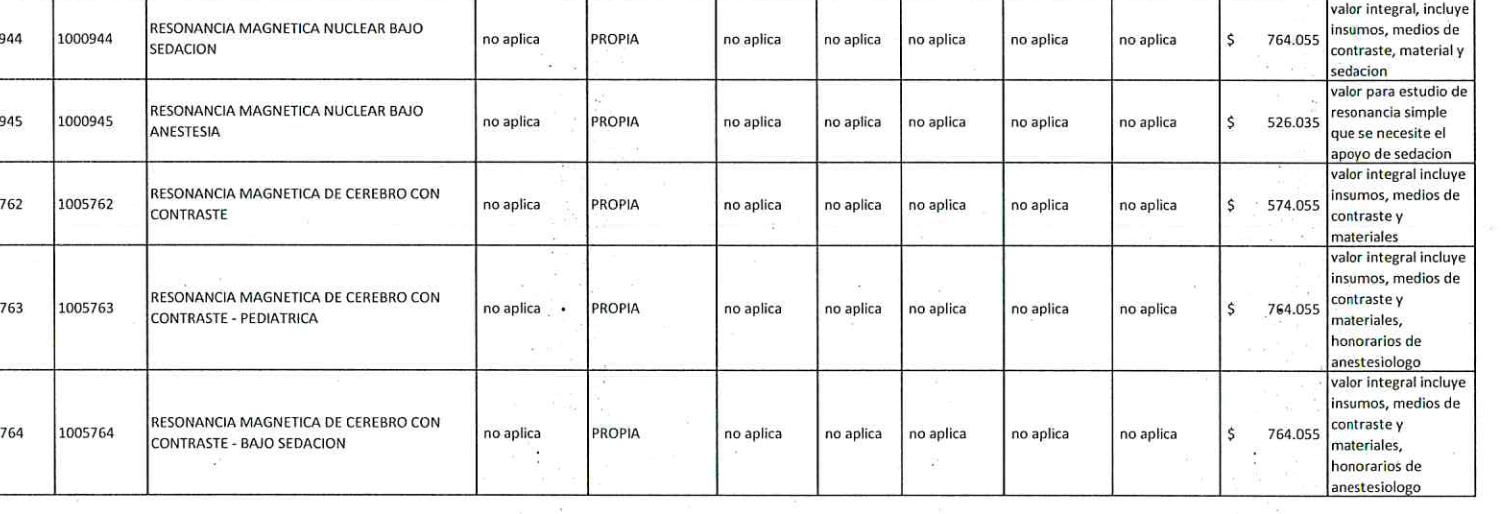 944 1000944 RESONANCIA MAGNETICA NUCLEAR BAJO SEDACION no aplica PROPIA no aplica no aplica no aplica no aplica no aplica $ 764.055 valor integral, incluye
insumos, medios de
contraste, material y
sedacion
945 1000945 RESONANCIA MAGNETICA NUCLEAR BAJO ANESTESIA no aplica PROPIA no aplica no aplica no aplica no aplica no aplica $ 526.035 valor para estudio de
resonancia simple
que se necesite el
apoyo de sedacion
762 1005762 RESONANCIA MAGNETICA DE CEREBRO CON CONTRASTE no aplica PROPIA no aplica no aplica no aplica no aplica no aplica $ 574.055 valor integral incluye
insumos, medios de
contraste y
materiales
763 1005763 RESONANCIA MAGNETICA DE CEREBRO CON CONTRASTE - PEDIATRICA no aplica PROPIA no aplica no aplica no aplica no aplica no aplica $ 764.055 valor integral incluye
insumos, medios de
contraste y
materiales,
honorarios de
anestesiologo
764 1005764 RESONANCIA MAGNETICA DE CEREBRO CON CONTRASTE - BAJO SEDACION no aplica PROPIA no aplica no aplica no aplica no aplica no aplica $ 764.055 valor integral incluye
insumos, medios de
contraste y
materiales,
honorarios de
anestesiologo